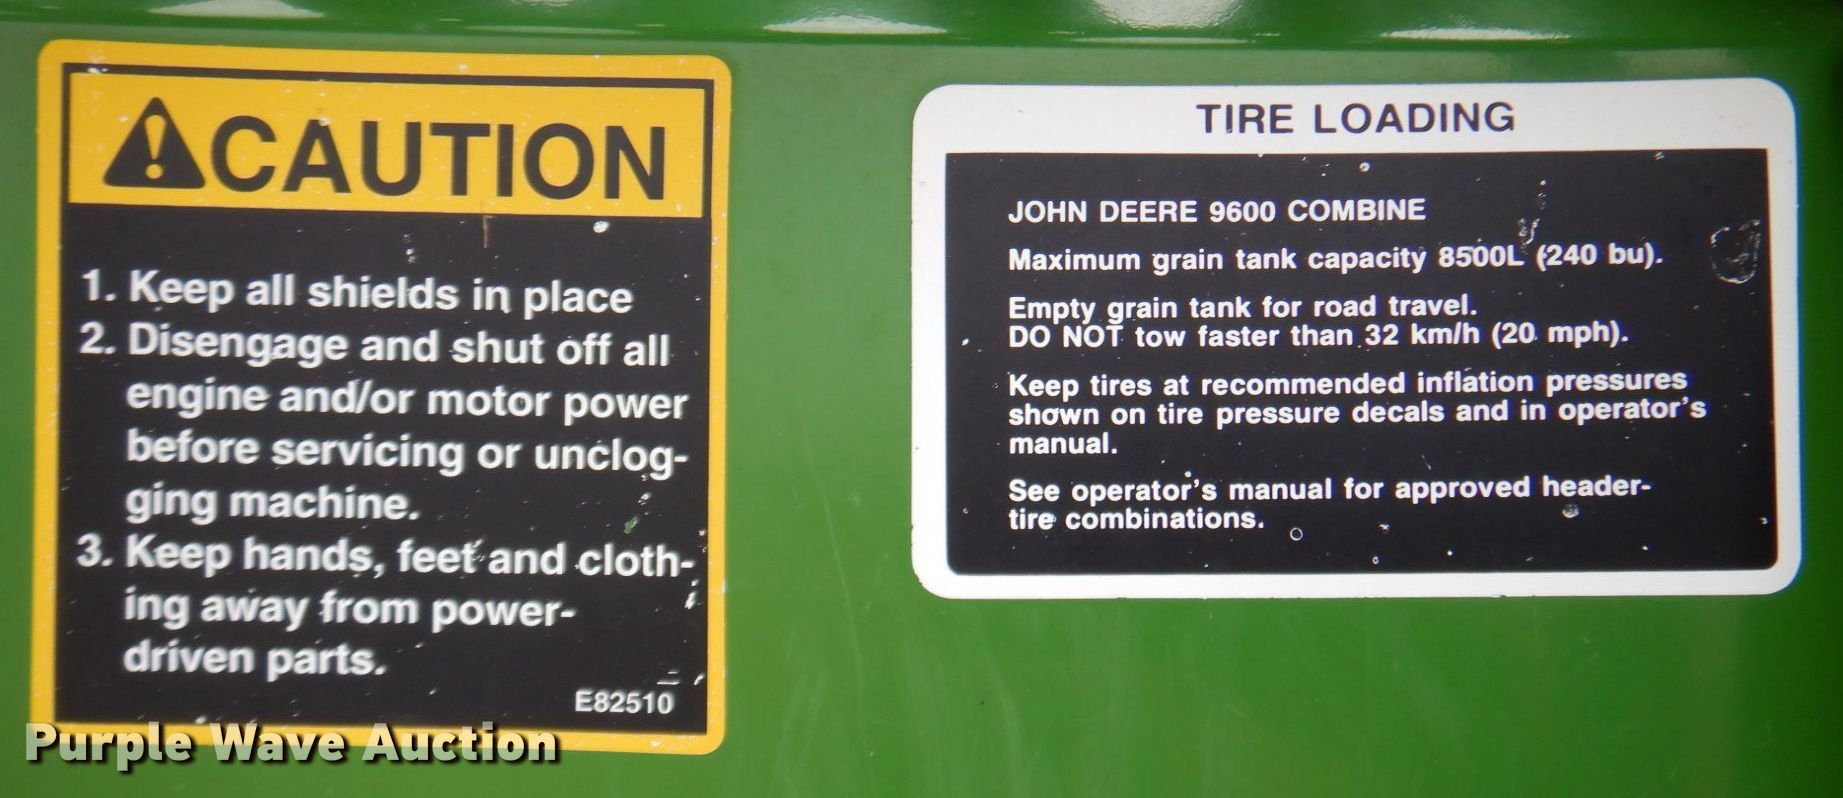 CAUTION
1. Keep all shields in place
2. Disengage and shut off all
engine and/or motor power
before servicing or unclog-
ging machine.
3. Keep hands, feet and cloth-
ing away from power-
driven parts.
E82510
TIRE LOADING
JOHN DEERE 9600 COMBINE
Maximum grain tank capacity 8500L (240 bu).
Empty grain tank for road travel.
DO NOT tow faster than 32 km/h (20 mph).
Keep tires at recommended inflation pressures
shown on tire pressure decals and in operator's
manual.
See operator's manual for approved header-
tire combinations.
Purple Wave Auction